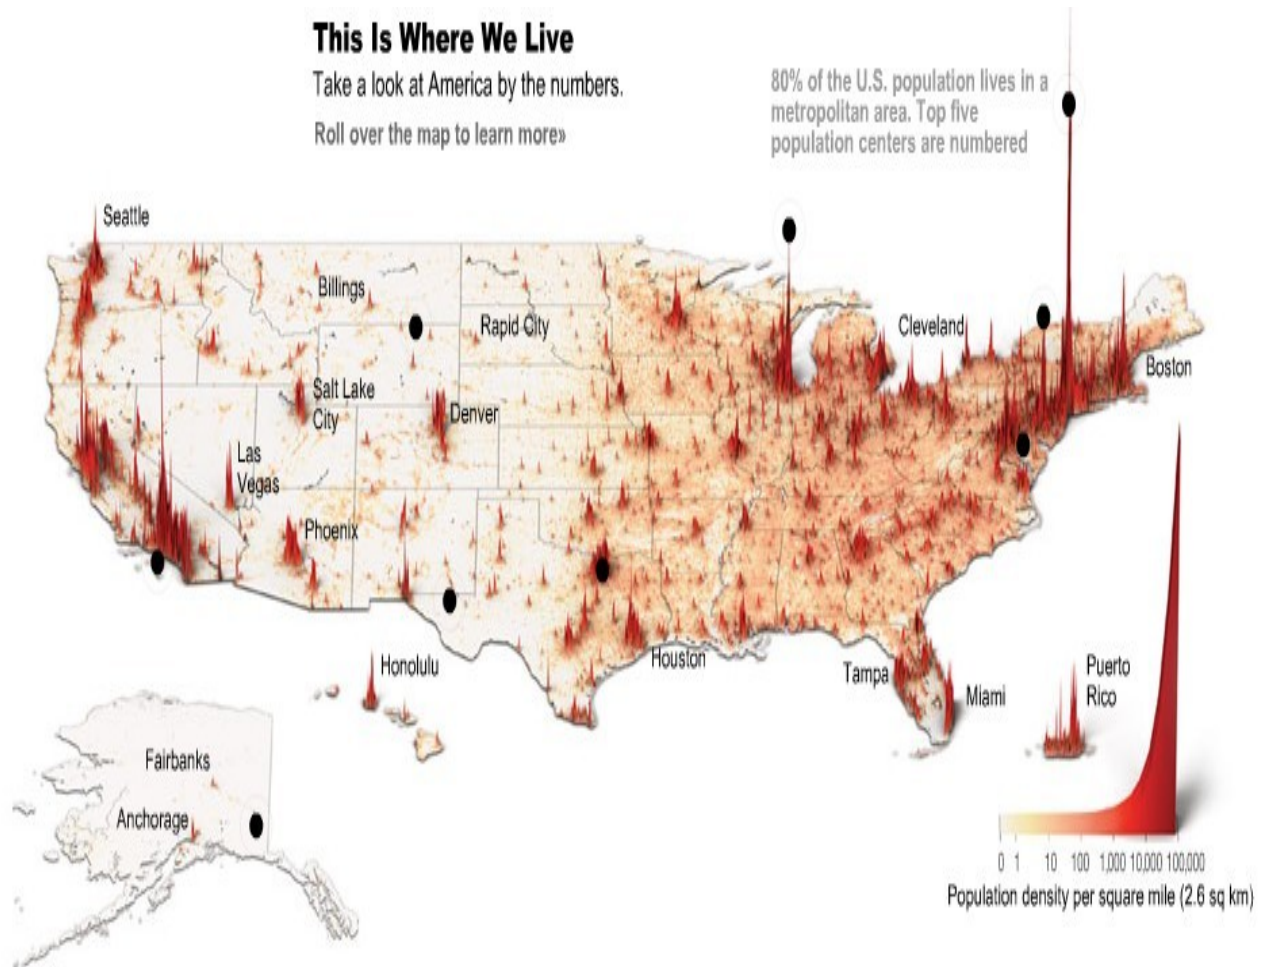 This Is Where We Live
Take a look at America by the numbers.
Roll over the map to learn more»
80% of the U.S. population lives in a
metropolitan area. Top five
population centers are numbered
Seattle
Billings
Rapid City
Cleveland
Boston
Salt Lake
City
Denver
Las
Vegas
Phoenix
Honolulu
Houston
Tampa
Miami
Puerto
Rico
Fairbanks
Anchorage
0 1 10 100 1,000 10,000 100,000
Population density per square mile (2.6 sq km)